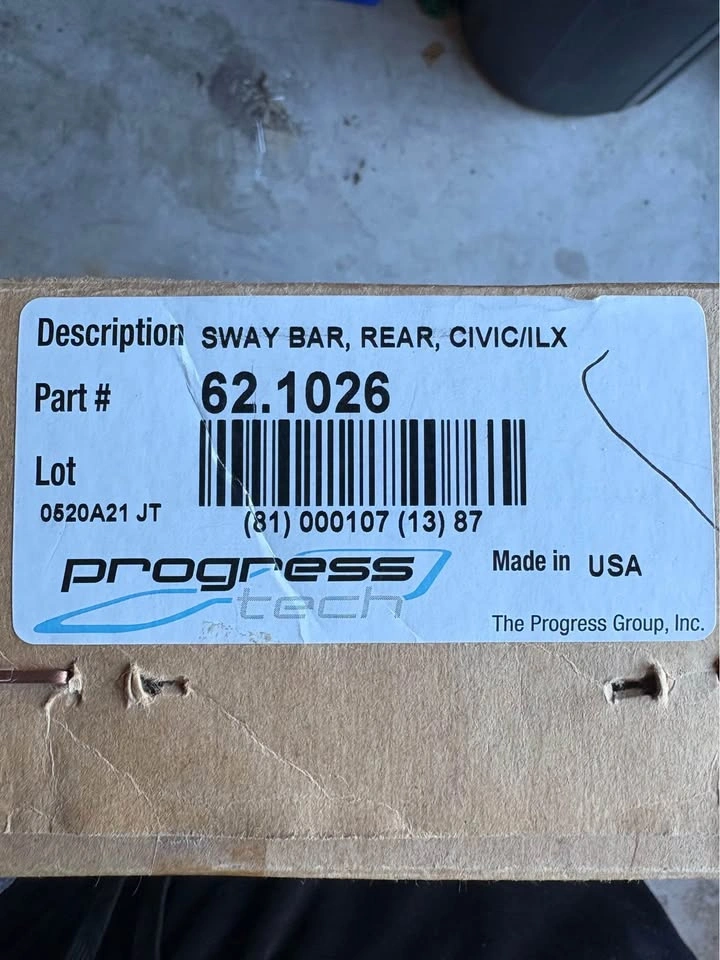 Description SWAY BAR, REAR, CIVIC/ILX
Part # 62.1026
Lot
0520A21 JT
(81) 000107 (13) 87
progress
tech
Made in USA
The Progress Group, Inc.